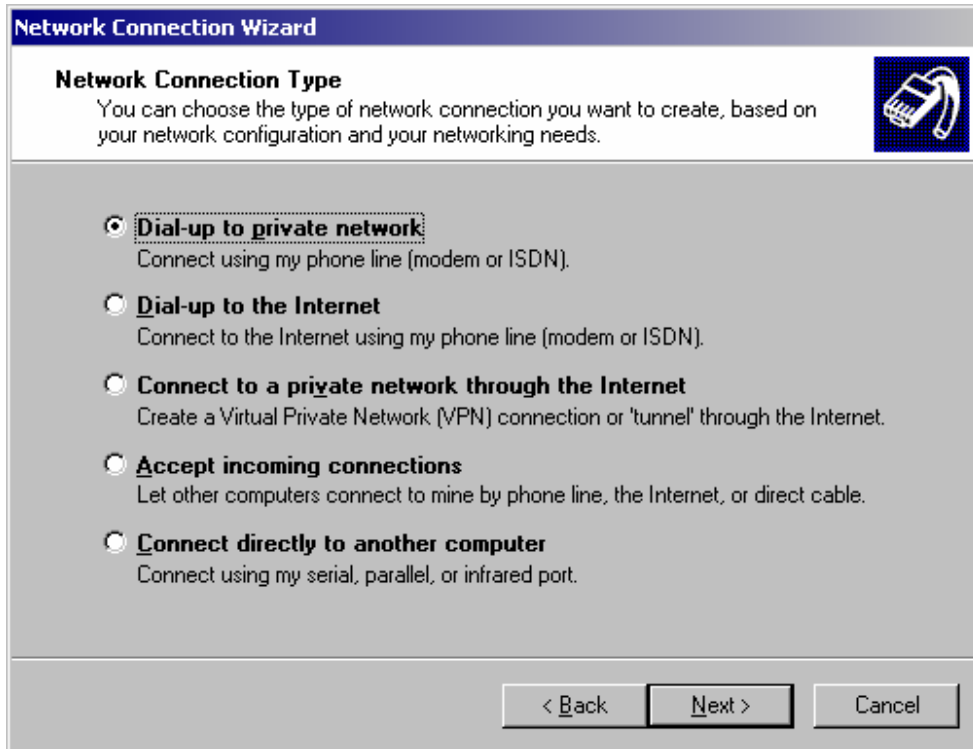 Network Connection Wizard
Network Connection Type
You can choose the type of network connection you want to create, based on
your network configuration and your networking needs.
Dial-up to private network
Connect using my phone line (modem or ISDN).
Dial-up to the Internet
Connect to the Internet using my phone line (modem or ISDN).
Connect to a private network through the Internet
Create a Virtual Private Network (VPN) connection or 'tunnel' through the Internet.
Accept incoming connections
Let other computers connect to mine by phone line, the Internet, or direct cable.
Connect directly to another computer
Connect using my serial, parallel, or infrared port.
< Back Next > Cancel